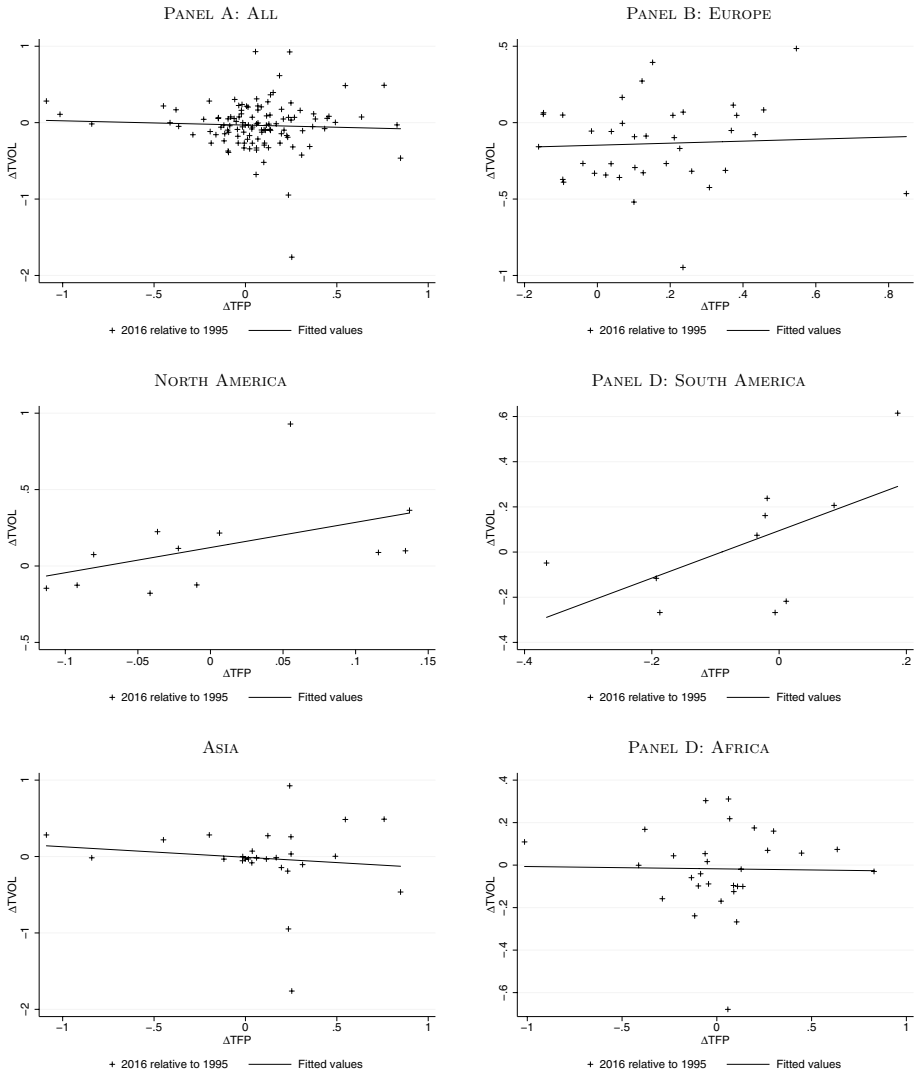 PANEL A: ALL
1
0
−1
−2
ΔTVOL
−1 −.5 0 .5 1
ΔTFP
+ 2016 relative to 1995 Fitted values
PANEL B: EUROPE
.5
0
−.5
−1
ΔTVOL
−.2 0 .2 .4 .6 .8
ΔTFP
+ 2016 relative to 1995 Fitted values
NORTH AMERICA
1
.5
0
−.5
ΔTVOL
−.1 −.05 0 .05 .1 .15
ΔTFP
+ 2016 relative to 1995 Fitted values
PANEL D: SOUTH AMERICA
.6
.4
.2
0
−.2
−.4
ΔTVOL
−.4 −.2 0 .2
ΔTFP
+ 2016 relative to 1995 Fitted values
ASIA
1
0
−1
−2
ΔTVOL
−1 −.5 0 .5 1
ΔTFP
+ 2016 relative to 1995 Fitted values
PANEL D: AFRICA
.4
.2
0
−.2
−.4
−.6
ΔTVOL
−1 −.5 0 .5 1
ΔTFP
+ 2016 relative to 1995 Fitted values